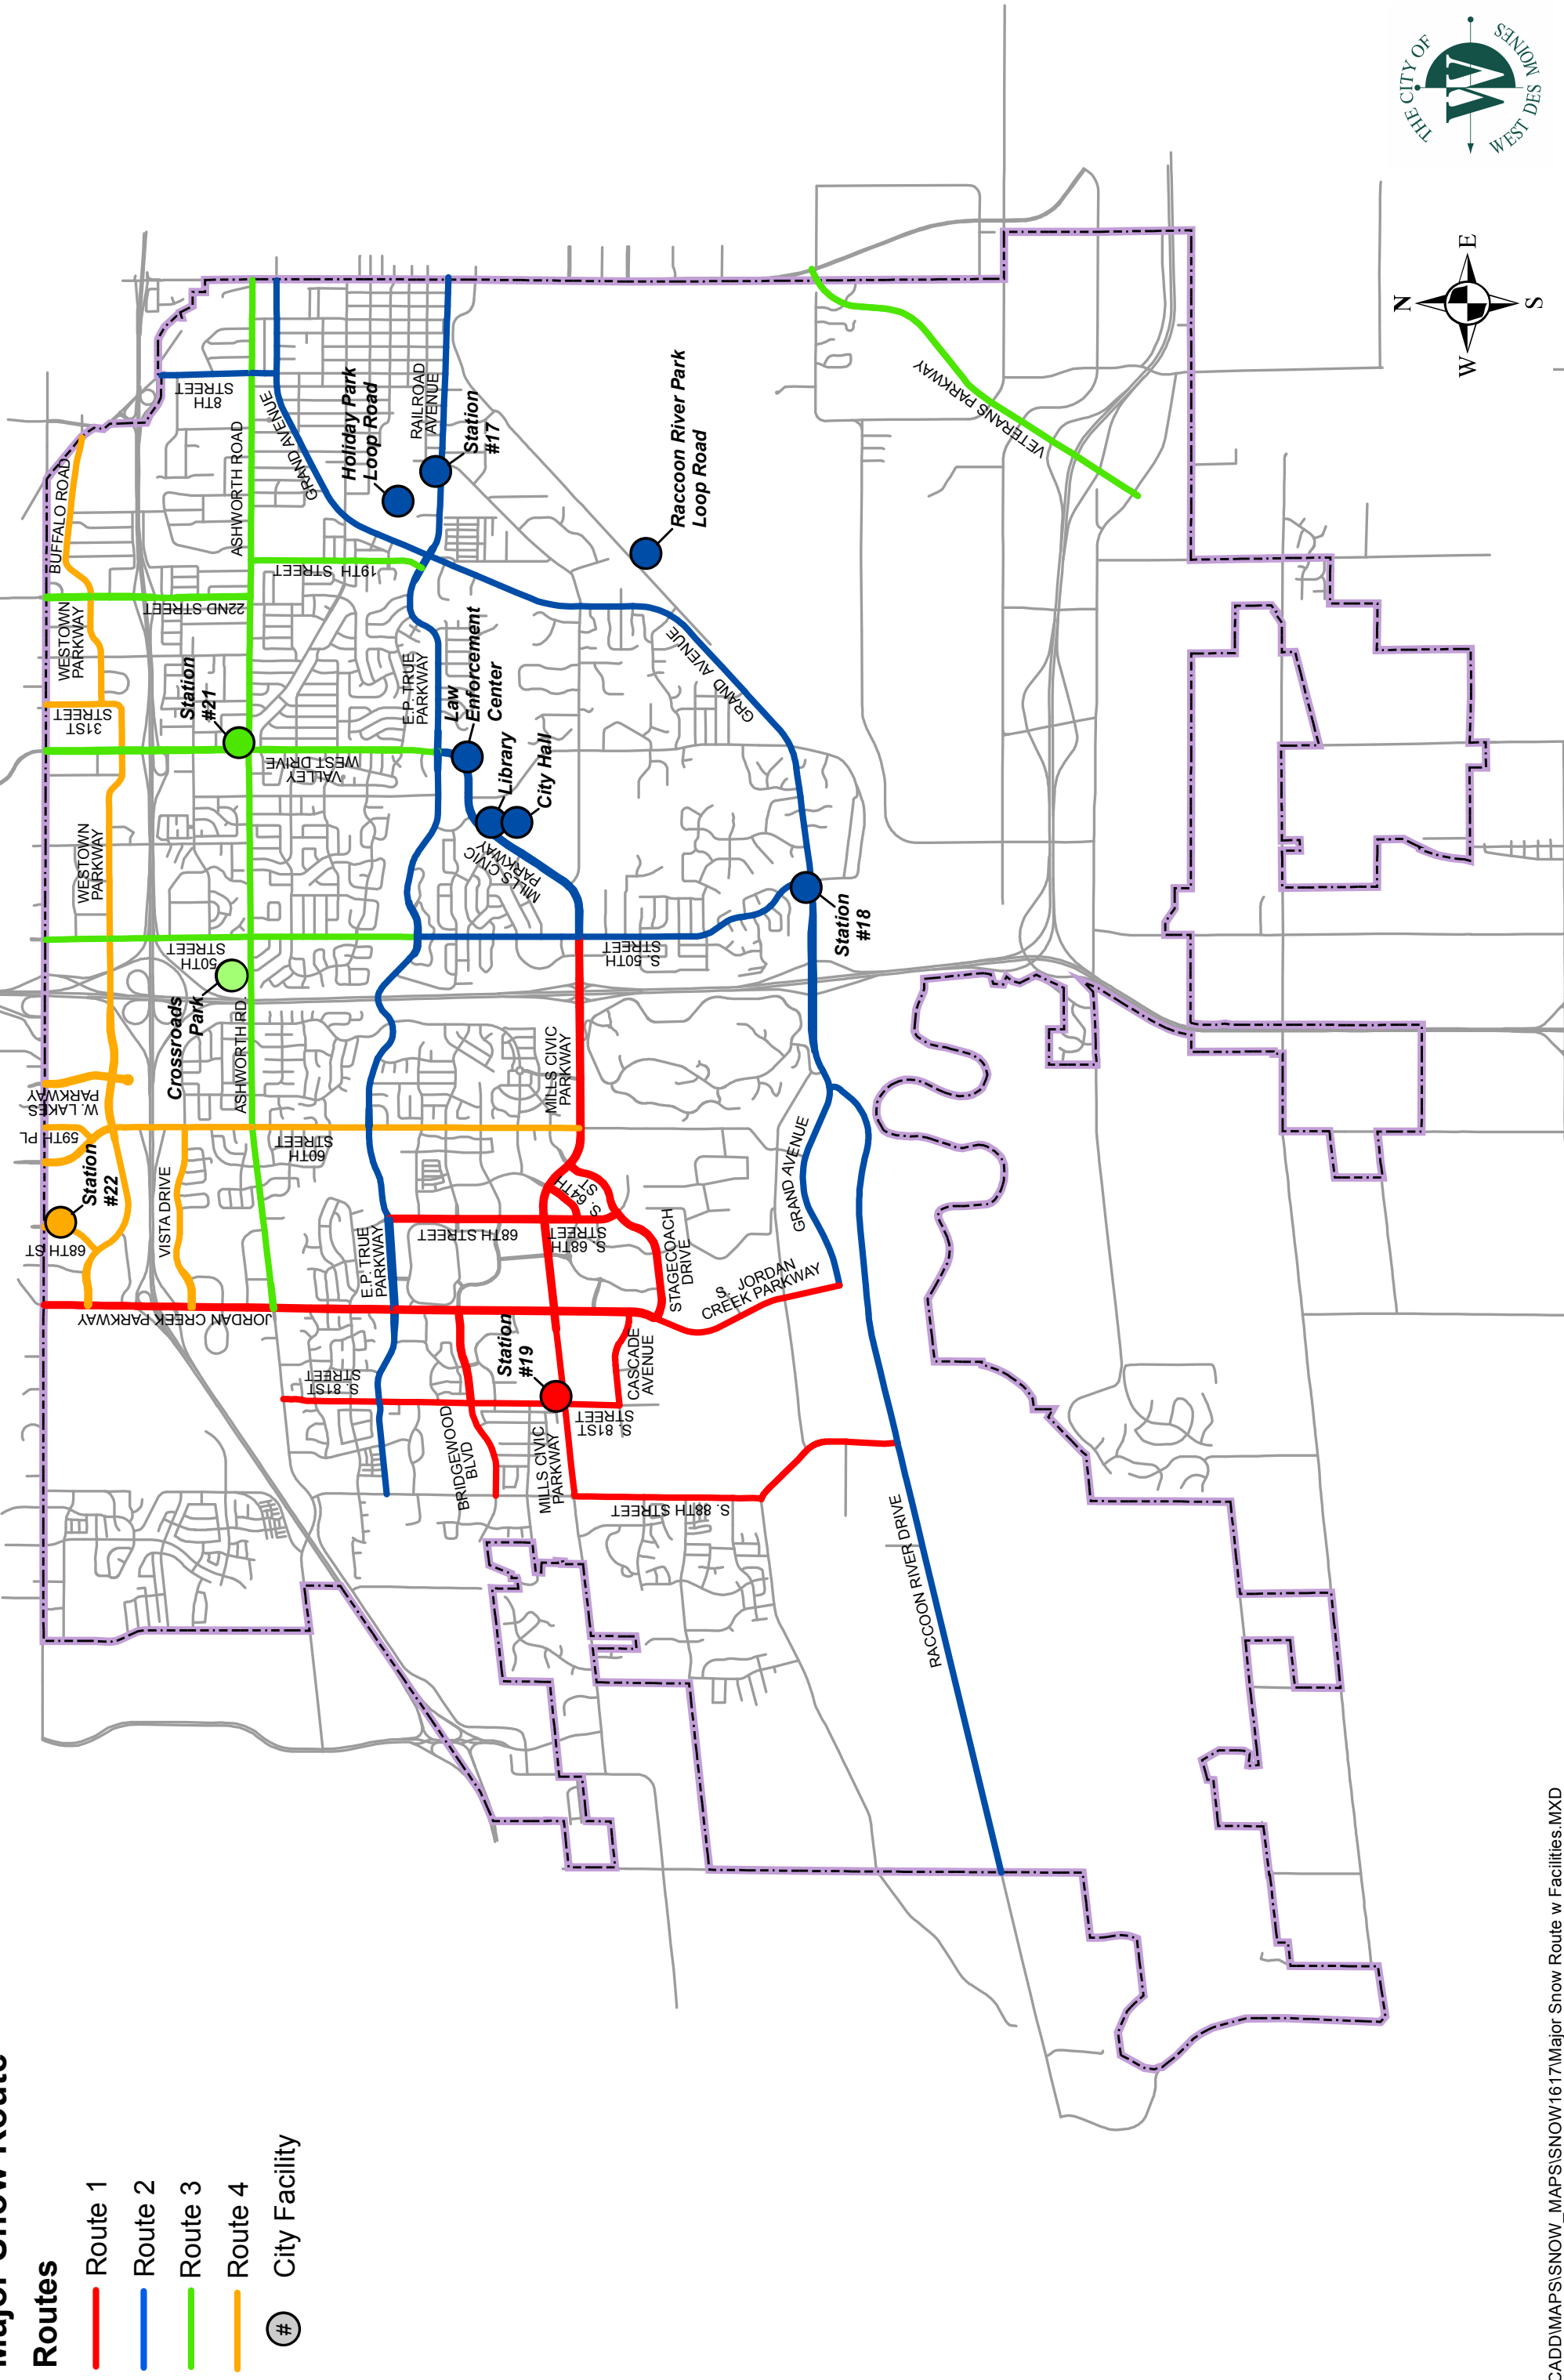 Major Snow Route
Routes
Route 1
Route 2
Route 3
Route 4
# City Facility
THE CITY OF
W
WEST DES MOINES
N
W E
S
BUFFALO ROAD
8TH
STREET
ASHWORTH ROAD
GRAND AVENUE
Holiday Park
Loop Road
RAILROAD
AVENUE
Station
#17
Raccoon River Park
Loop Road
VETERANS PARKWAY
WESTOWN
PARKWAY
22ND STREET
19TH STREET
31ST
STREET
Station
#21
VALLEY
WEST DRIVE
E.P. TRUE
PARKWAY
Law
Enforcement
Center
Library
City Hall
GRAND AVENUE
WESTOWN
PARKWAY
MILLS CIVIC
PARKWAY
50TH
STREET
S. 50TH
STREET
Station
#18
Crossroads
Park
ASHWORTH RD.
W. LAKES
PARKWAY
59TH PL
60TH
STREET
MILLS CIVIC
PARKWAY
Station
#22
68TH ST
VISTA DRIVE
E.P. TRUE
PARKWAY
68TH STREET
S. 64TH
ST
S. 68TH
STREET
STAGECOACH
DRIVE
GRAND AVENUE
JORDAN CREEK PARKWAY
S. JORDAN
CREEK PARKWAY
S. 81ST
STREET
Station
#19
CASCADE
AVENUE
S. 81ST
STREET
BRIDGEWOOD
BLVD
MILLS CIVIC
PARKWAY
S. 88TH STREET
RACCOON RIVER DRIVE
CADD\MAPS\SNOW_MAPS\SNOW1617\Major Snow Route w Facilities.MXD